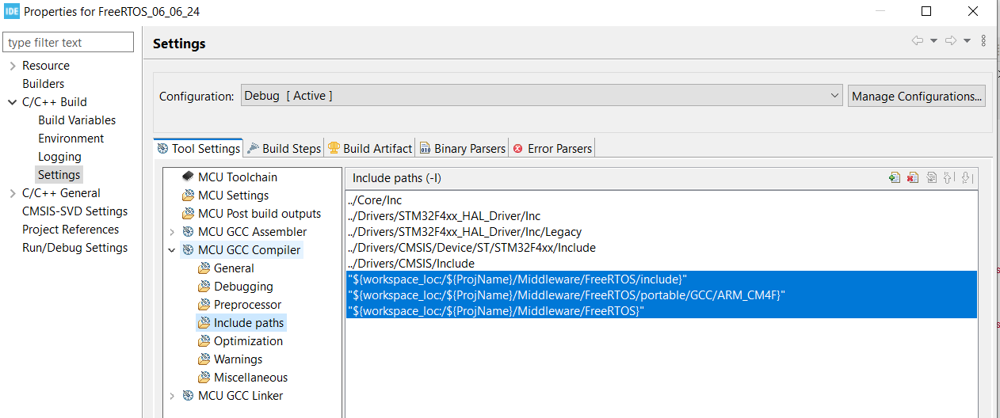 IDE Properties for FreeRTOS_06_06_24
type filter text
Resource
Builders
C/C++ Build
Build Variables
Environment
Logging
Settings
C/C++ General
CMSIS-SVD Settings
Project References
Run/Debug Settings
Settings
Configuration: Debug [ Active ] Manage Configurations...
Tool Settings Build Steps Build Artifact Binary Parsers Error Parsers
MCU Toolchain
MCU Settings
MCU Post build outputs
MCU GCC Assembler
MCU GCC Compiler
General
Debugging
Preprocessor
Include paths
Optimization
Warnings
Miscellaneous
MCU GCC Linker
Include paths (-I)
../Core/Inc
../Drivers/STM32F4xx_HAL_Driver/Inc
../Drivers/STM32F4xx_HAL_Driver/Inc/Legacy
../Drivers/CMSIS/Device/ST/STM32F4xx/Include
../Drivers/CMSIS/Include
"${workspace_loc:/${ProjName}/Middleware/FreeRTOS/include}"
"${workspace_loc:/${ProjName}/Middleware/FreeRTOS/portable/GCC/ARM_CM4F}"
"${workspace_loc:/${ProjName}/Middleware/FreeRTOS}"